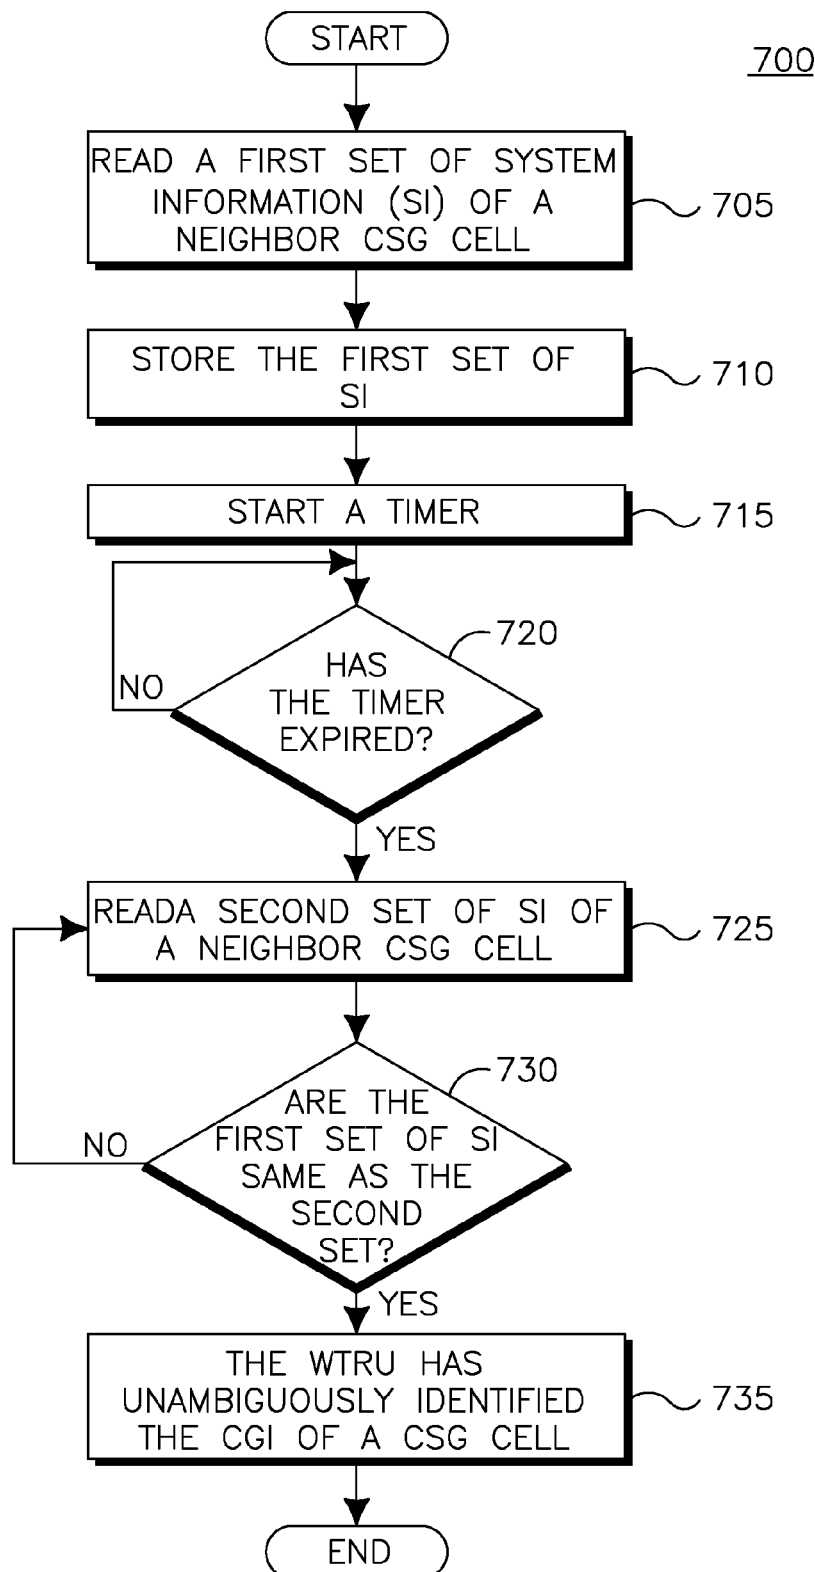 START
700
READ A FIRST SET OF SYSTEM
INFORMATION (SI) OF A
NEIGHBOR CSG CELL
705
STORE THE FIRST SET OF
SI
710
START A TIMER
715
720
HAS
THE TIMER
EXPIRED?
NO
YES
READA SECOND SET OF SI OF
A NEIGHBOR CSG CELL
725
730
ARE THE
FIRST SET OF SI
SAME AS THE
SECOND
SET?
NO
YES
THE WTRU HAS
UNAMBIGUOUSLY IDENTIFIED
THE CGI OF A CSG CELL
735
END